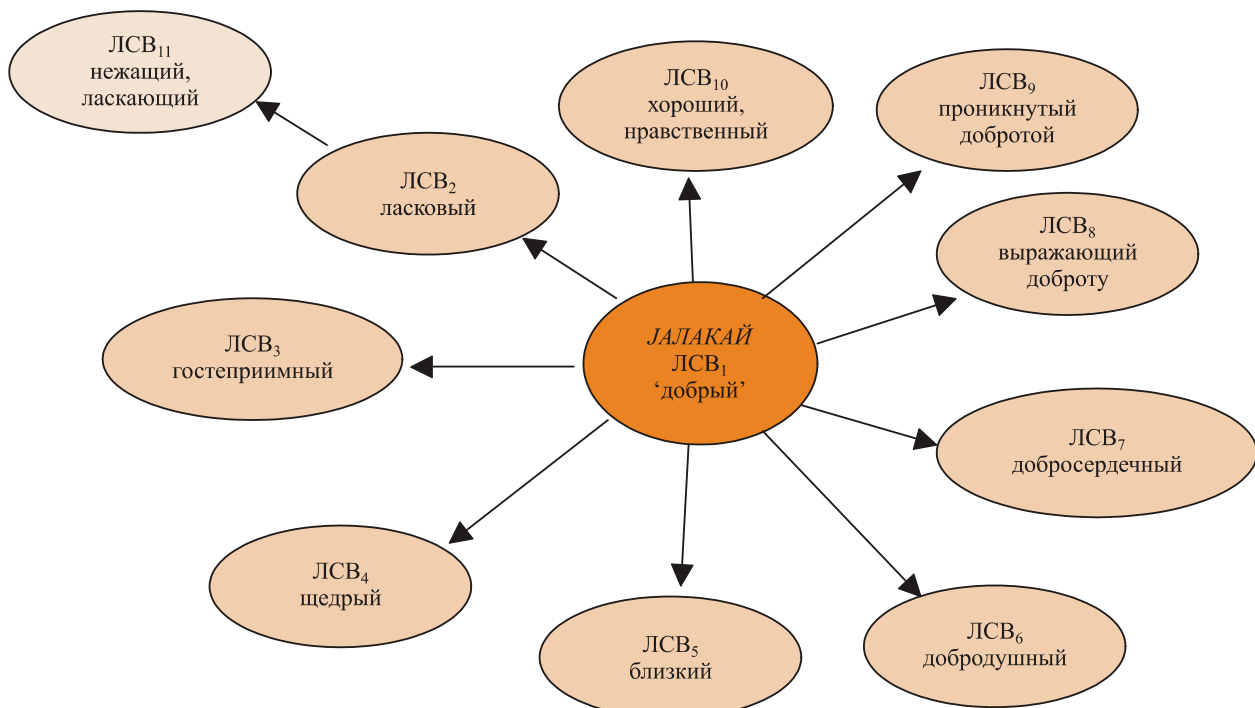 ЛСВ₁₁
нежащий,
ласкающий
ЛСВ₁₀
хороший,
нравственный
ЛСВ₉
проникнутый
добротой
ЛСВ₂
ласковый
ЛСВ₈
выражающий
доброту
ЛСВ₃
гостеприимный
JАЛАКАЙ
ЛСВ₁
‘добрый’
ЛСВ₇
добросердечный
ЛСВ₄
щедрый
ЛСВ₅
близкий
ЛСВ₆
добродушный